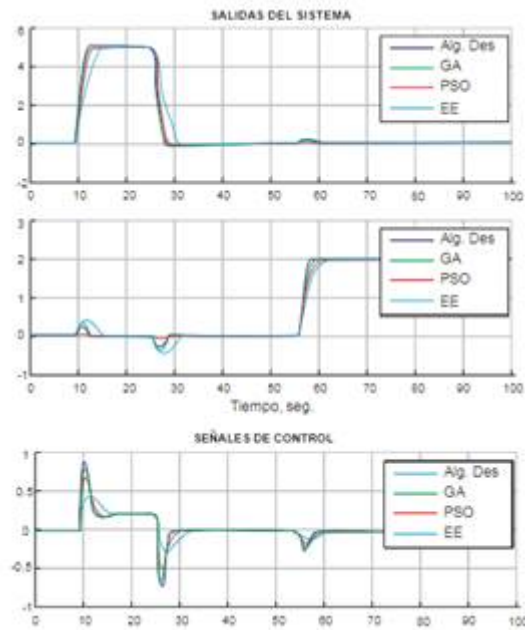 SALIDAS DEL SISTEMA
6
4
2
0
-2
0 10 20 30 40 50 60 70 80 90 100
Alg. Des
GA
PSO
EE
3
2
1
0
-1
0 10 20 30 40 50 60 70 80 90 100
Tiempo, seg.
Alg. Des
GA
PSO
EE
SEÑALES DE CONTROL
1
0.5
0
-0.5
-1
0 10 20 30 40 50 60 70 80 90 100
Alg. Des
GA
PSO
EE